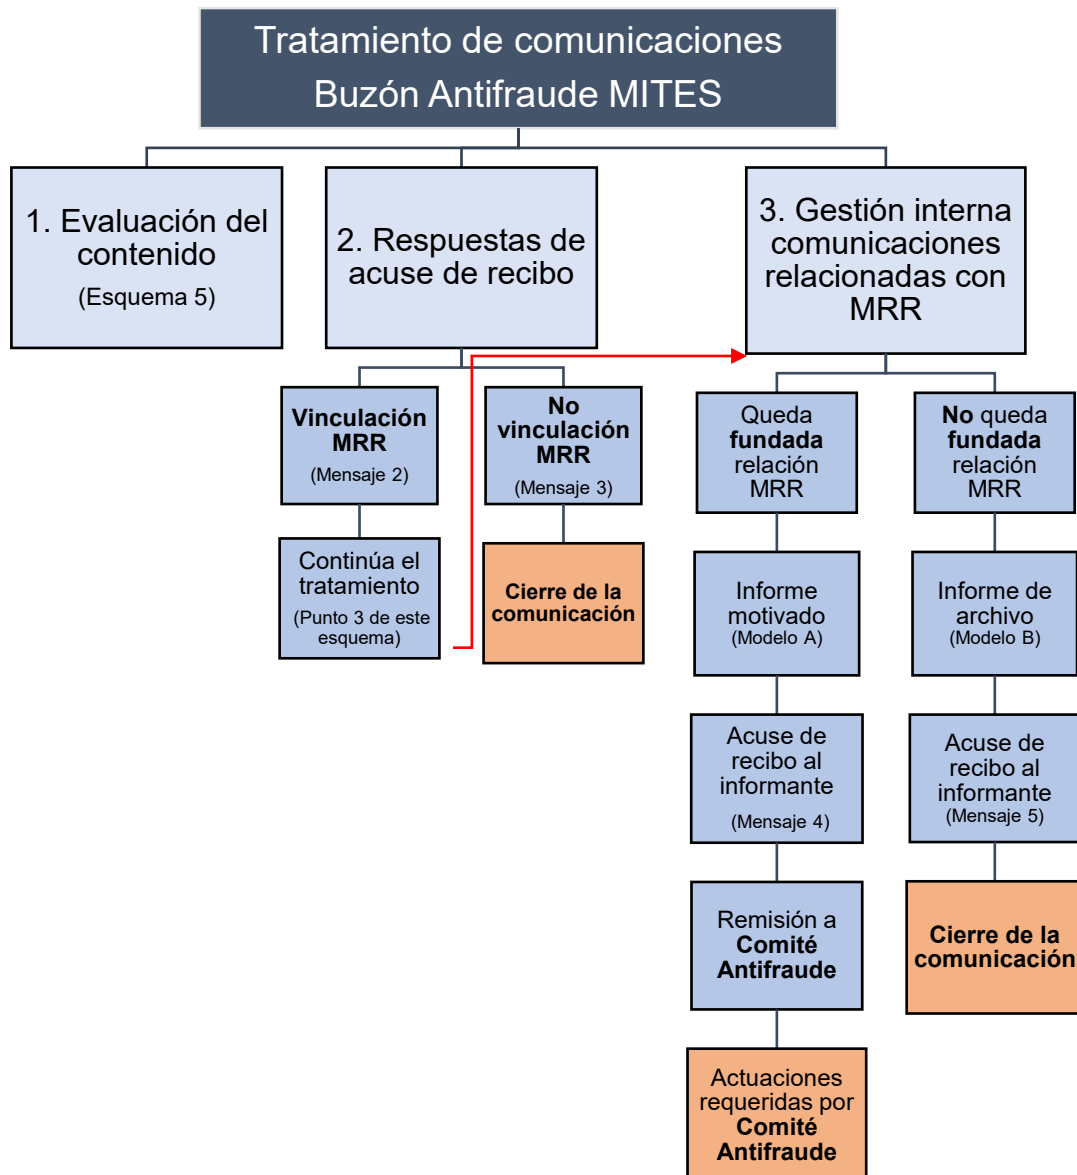 Tratamiento de comunicaciones
Buzón Antifraude MITES
1. Evaluación del
contenido
(Esquema 5)
2. Respuestas de
acuse de recibo
3. Gestión interna
comunicaciones
relacionadas con
MRR
Vinculación
MRR
(Mensaje 2)
No
vinculación
MRR
(Mensaje 3)
Continúa el
tratamiento
(Punto 3 de este
esquema)
Cierre de la
comunicación
Queda
fundada
relación
MRR
No queda
fundada
relación
MRR
Informe
motivado
(Modelo A)
Informe de
archivo
(Modelo B)
Acuse de
recibo al
informante
(Mensaje 4)
Acuse de
recibo al
informante
(Mensaje 5)
Remisión a
Comité
Antifraude
Cierre de la
comunicación
Actuaciones
requeridas por
Comité
Antifraude